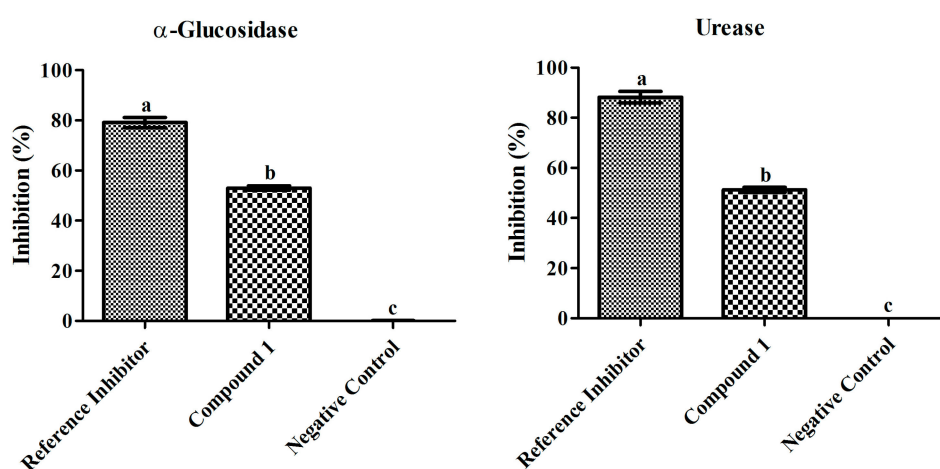 α-Glucosidase
Inhibition (%)
100
80
60
40
20
0
a
b
c
Reference Inhibitor
Compound 1
Negative Control
Urease
Inhibition (%)
100
80
60
40
20
0
a
b
c
Reference Inhibitor
Compound 1
Negative Control